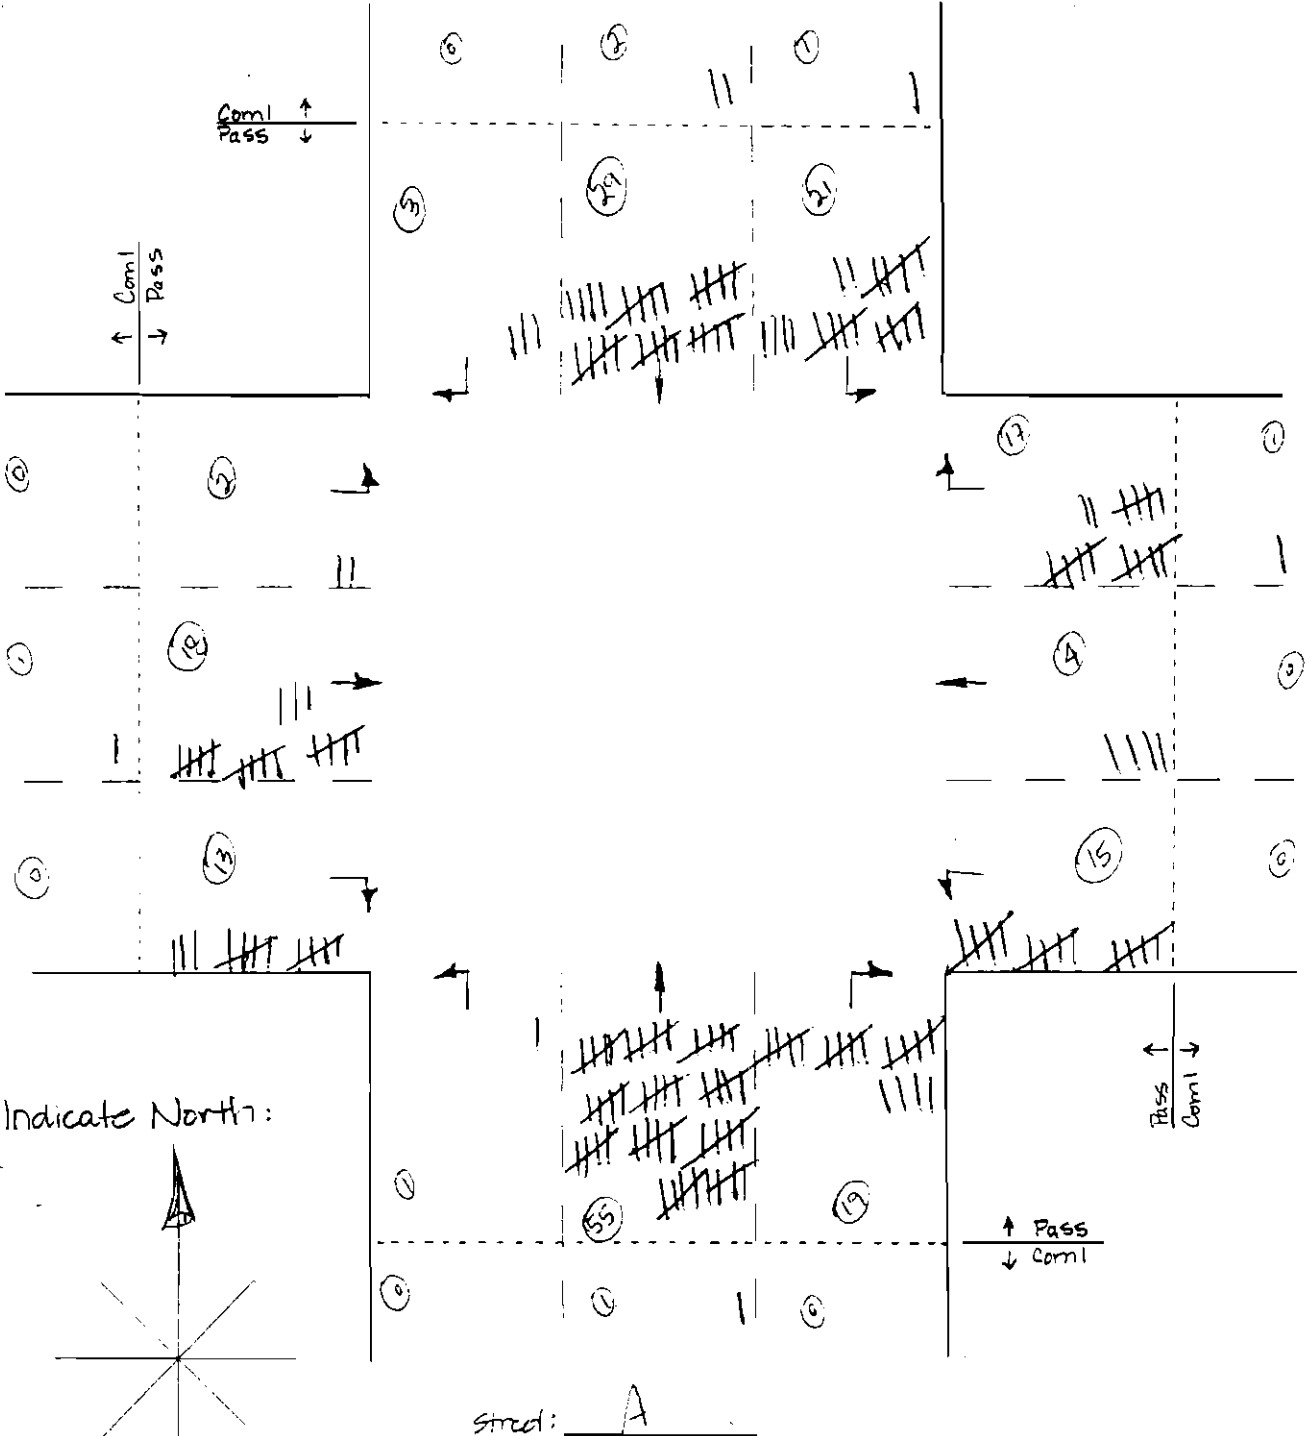 0 2 1
Coml ↑
Pass ↓
3 29 21
↑ Coml
↓ Pass
0 2 17 1
1 18 4 0
0 13 15 0
Pass ↑
Coml ↓
Indicate North:
1 55 19
↑ Pass
↓ Coml
0 1 0
Street: A